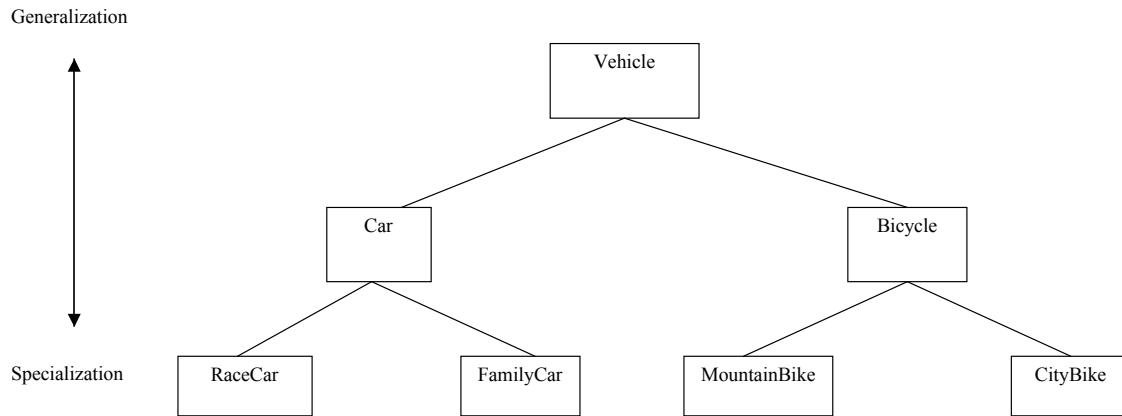 Generalization
Vehicle
Car
Bicycle
Specialization
RaceCar
FamilyCar
MountainBike
CityBike